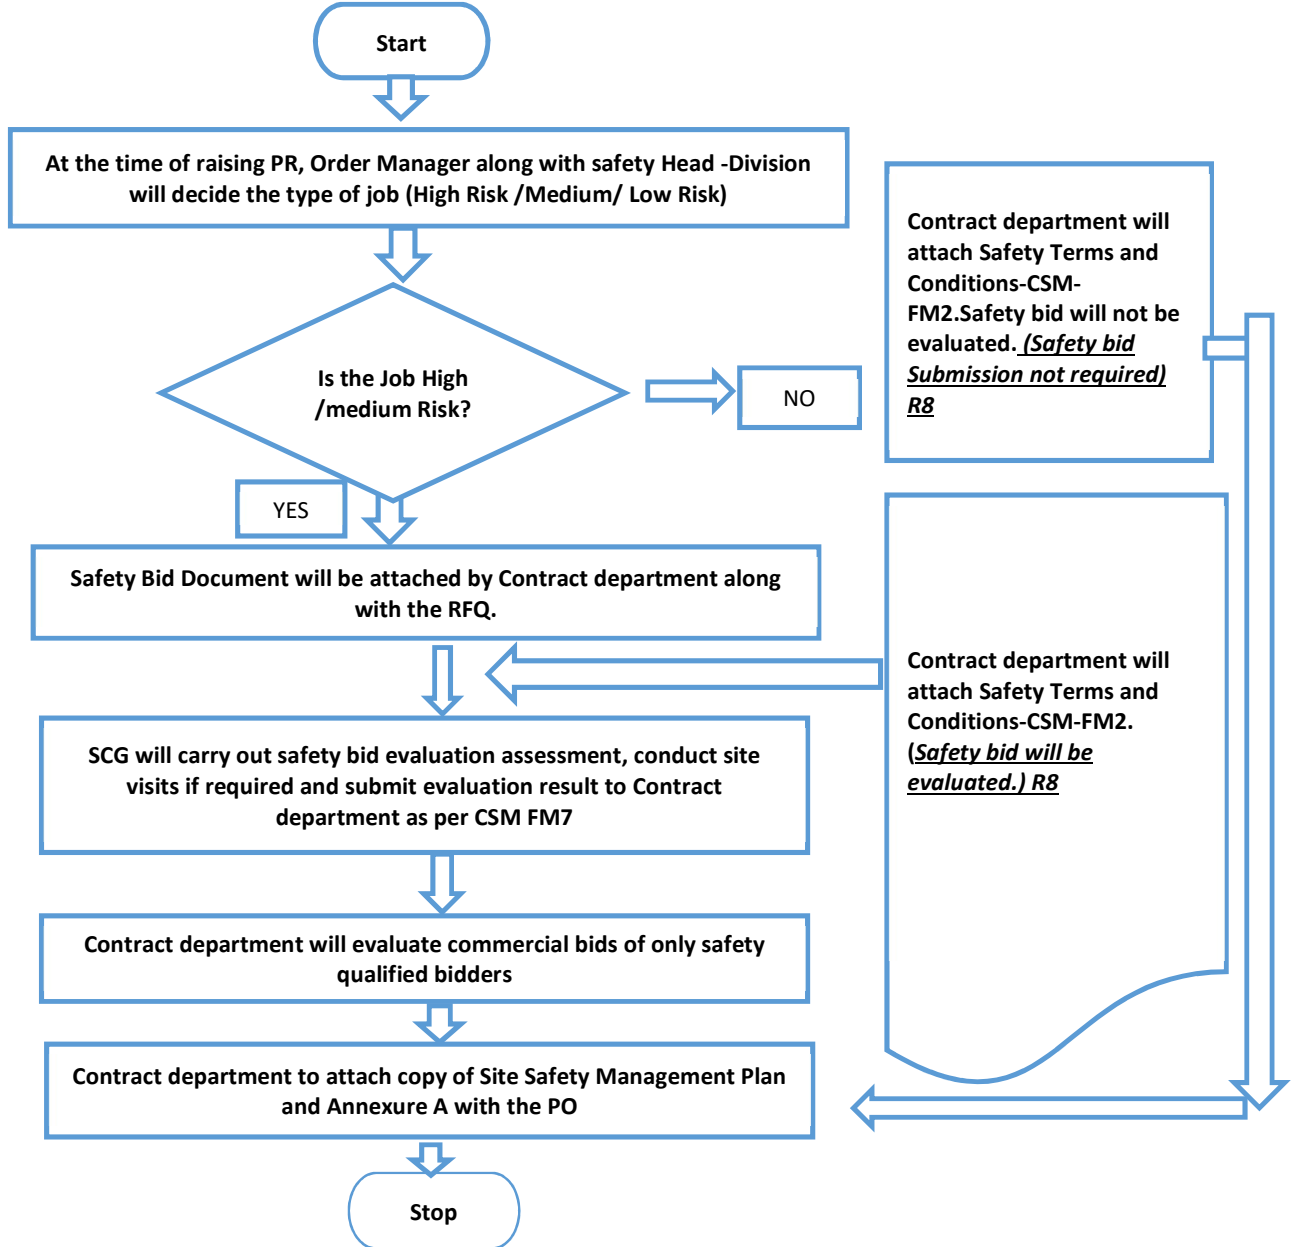 Start
At the time of raising PR, Order Manager along with safety Head -Division
will decide the type of job (High Risk /Medium/ Low Risk)
Is the Job High
/medium Risk?
NO
Contract department will
attach Safety Terms and
Conditions-CSM-
FM2.Safety bid will not be
evaluated. (Safety bid
Submission not required)
R8
YES
Safety Bid Document will be attached by Contract department along
with the RFQ.
Contract department will
attach Safety Terms and
Conditions-CSM-FM2.
(Safety bid will be
evaluated.) R8
SCG will carry out safety bid evaluation assessment, conduct site
visits if required and submit evaluation result to Contract
department as per CSM FM7
Contract department will evaluate commercial bids of only safety
qualified bidders
Contract department to attach copy of Site Safety Management Plan
and Annexure A with the PO
Stop